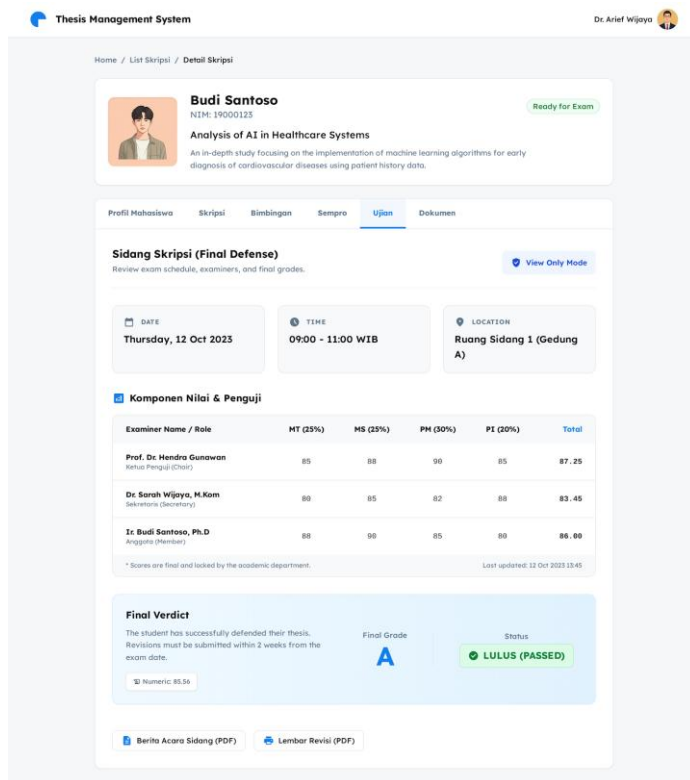 Thesis Management System
Dr. Arief Wijaya
Home / List Skripsi / Detail Skripsi
Budi Santoso
NIM: 19000123
Ready for Exam
Analysis of AI in Healthcare Systems
An in-depth study focusing on the implementation of machine learning algorithms for early
diagnosis of cardiovascular diseases using patient history data.
Profil Mahasiswa Skripsi Bimbingan Sempro Ujian Dokumen
Sidang Skripsi (Final Defense)
Review exam schedule, examiners, and final grades.
View Only Mode
DATE
Thursday, 12 Oct 2023
TIME
09:00 - 11:00 WIB
LOCATION
Ruang Sidang 1 (Gedung
A)
Komponen Nilai & Penguji
Examiner Name / Role MT (25%) MS (25%) PM (30%) PI (20%) Total
Prof. Dr. Hendra Gunawan
Ketua Penguji (Chair)
85 88 90 85 87.25
Dr. Sarah Wijaya, M.Kom
Sekretaris (Secretary)
80 85 82 88 83.45
Ir. Budi Santoso, Ph.D
Anggota (Member)
88 90 85 80 86.00
* Scores are final and locked by the academic department.
Last updated: 12 Oct 2023 13:45
Final Verdict
The student has successfully defended their thesis.
Revisions must be submitted within 2 weeks from the
exam date.
Numeric: 85.56
Final Grade
A
Status
LULUS (PASSED)
Berita Acara Sidang (PDF)
Lembar Revisi (PDF)